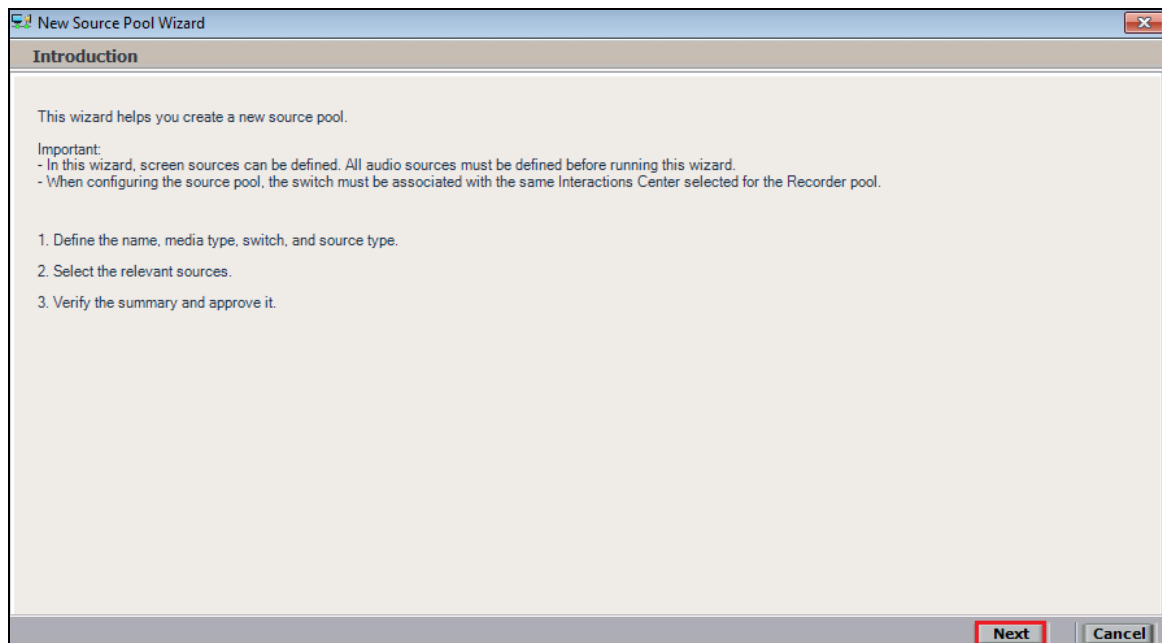 New Source Pool Wizard
Introduction
This wizard helps you create a new source pool.
Important:
- In this wizard, screen sources can be defined. All audio sources must be defined before running this wizard.
- When configuring the source pool, the switch must be associated with the same Interactions Center selected for the Recorder pool.
1. Define the name, media type, switch, and source type.
2. Select the relevant sources.
3. Verify the summary and approve it.
Next Cancel